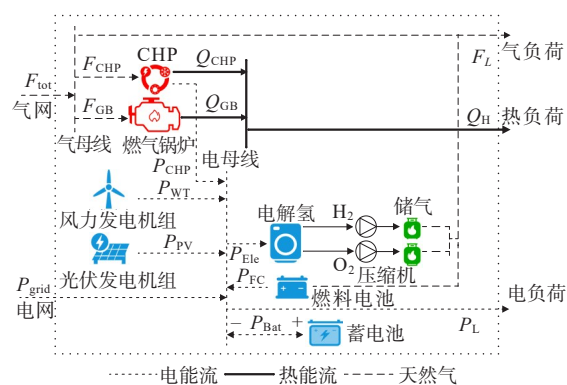 CHP
Q_CHP
F_CHP
F_L
气负荷
F_tot
气网
F_GB
Q_GB
Q_H
热负荷
气母线
燃气锅炉
电母线
P_CHP
P_WT
风力发电机组
电解氢
H₂
储气
P_PV
P_Ele
O₂
压缩机
光伏发电机组
P_FC
燃料电池
P_grid
电网
电负荷
− P_Bat +
蓄电池
P_L
电能流
热能流
天然气